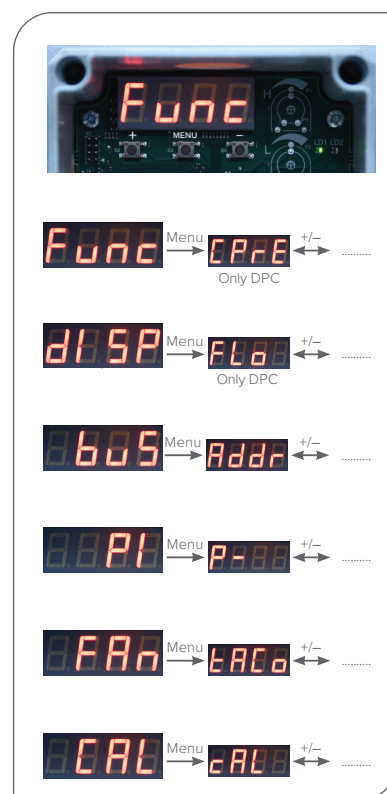 Func
+ MENU -
H
L
LD1 LD2
Func Menu CPrE +/– ..........
Only DPC
dISP Menu FLo +/– ..........
Only DPC
buS Menu Addr +/– ..........
PI Menu P- +/– ..........
FAn Menu tACo +/– ..........
CAL Menu cAL +/– ..........